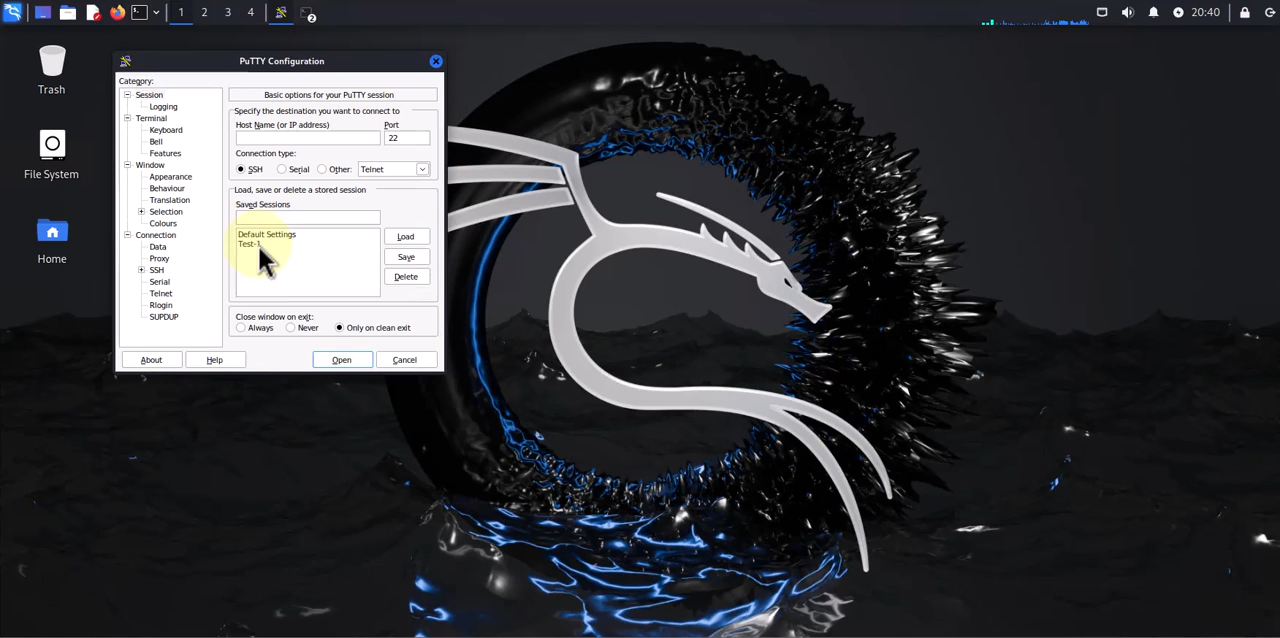 1 2 3 4 2 20:40
Trash
File System
Home
PuTTY Configuration
Category:
Session
Logging
Terminal
Keyboard
Bell
Features
Window
Appearance
Behaviour
Translation
Selection
Colours
Connection
Data
Proxy
SSH
Serial
Telnet
Rlogin
SUPDUP
Basic options for your PuTTY session
Specify the destination you want to connect to
Host Name (or IP address) Port
22
Connection type:
SSH Serial Other: Telnet
Load, save or delete a stored session
Saved Sessions
Default Settings
Test-1
Load
Save
Delete
Close window on exit:
Always Never Only on clean exit
About Help Open Cancel